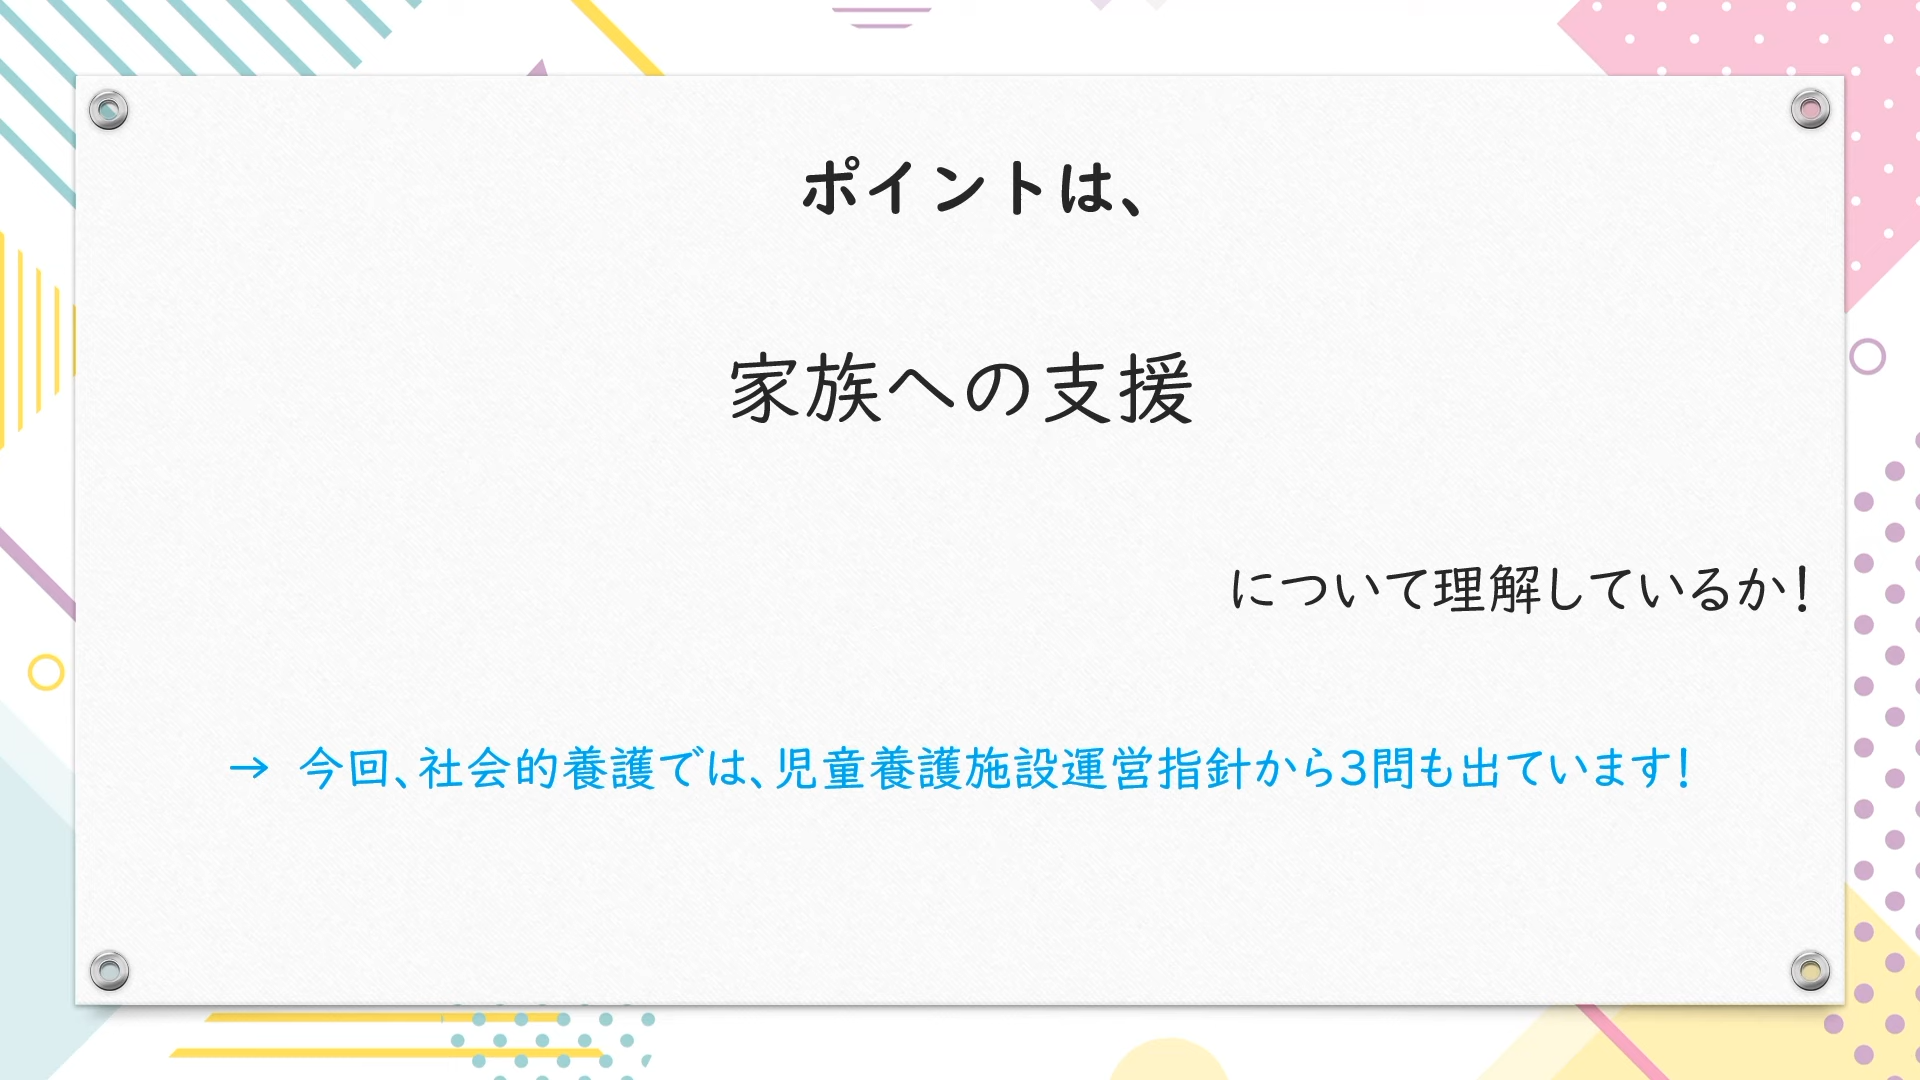 ポイントは、
家族への支援
について理解しているか！
→ 今回、社会的養護では、児童養護施設運営指針から3問も出ています！